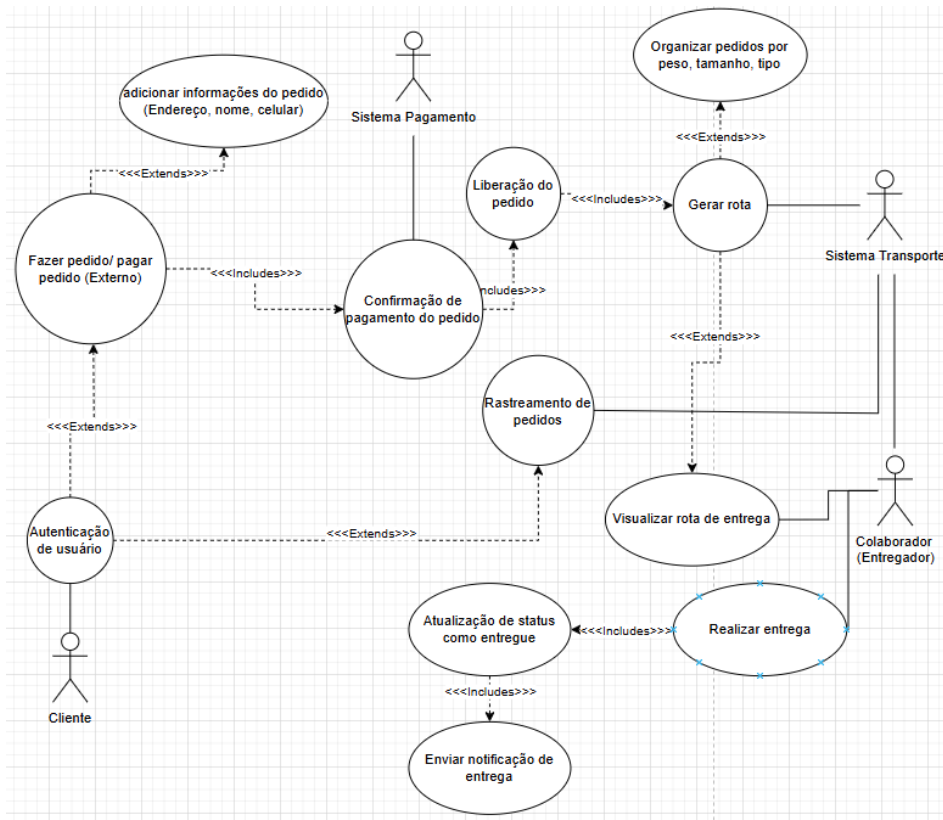 Organizar pedidos por
peso, tamanho, tipo
adicionar informações do pedido
(Endereço, nome, celular)
Sistema Pagamento
<<<Extends>>>
<<<Extends>>>
Liberação do
pedido
<<<Includes>>>
Gerar rota
Sistema Transporte
Fazer pedido/ pagar
pedido (Externo)
<<<Includes>>>
Confirmação de
pagamento do pedido
ncludes>>>
<<<Extends>>>
Rastreamento de
pedidos
<<<Extends>>>
Visualizar rota de entrega
Autenticação
de usuário
<<<Extends>>>
Colaborador
(Entregador)
Atualização de status
como entregue
<<<Includes>>>
Realizar entrega
<<<Includes>>>
Cliente
Enviar notificação de
entrega